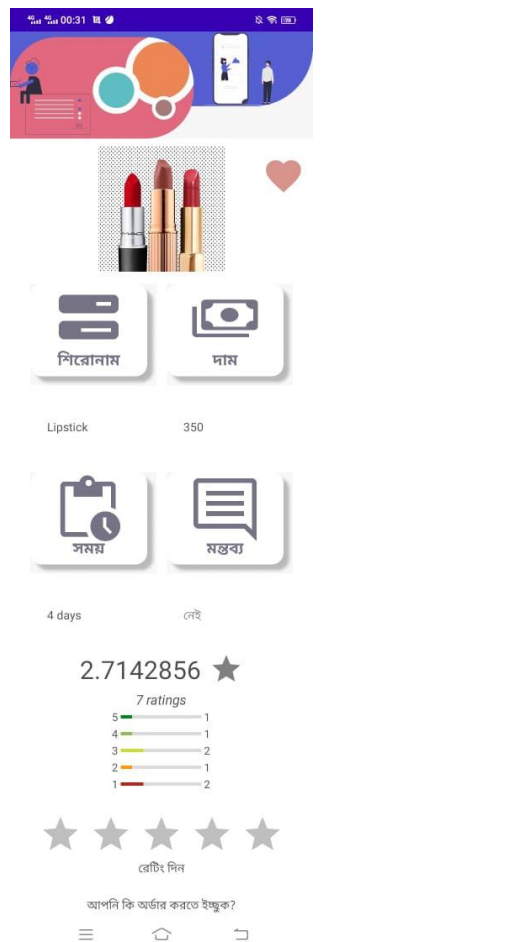 00:31
শিরোনাম
দাম
Lipstick
350
সময়
মন্তব্য
4 days
নেই
2.7142856
7 ratings
5 1
4 1
3 2
2 1
1 2
রেটিং দিন
আপনি কি অর্ডার করতে ইচ্ছুক?